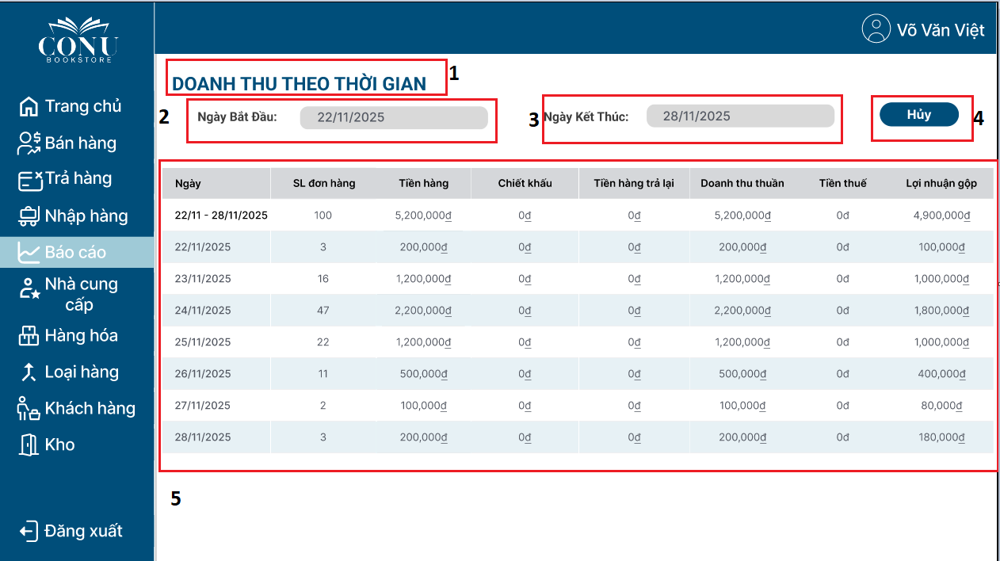 CONU
BOOKSTORE
Võ Văn Việt
Trang chủ
Bán hàng
Trả hàng
Nhập hàng
Báo cáo
Nhà cung
cấp
Hàng hóa
Loại hàng
Khách hàng
Kho
Đăng xuất
DOANH THU THEO THỜI GIAN 1
2 Ngày Bắt Đầu: 22/11/2025 3 Ngày Kết Thúc: 28/11/2025 Hủy 4
Ngày SL đơn hàng Tiền hàng Chiết khấu Tiền hàng trả lại Doanh thu thuần Tiền thuế Lợi nhuận gộp
22/11 - 28/11/2025 100 5,200,000₫ 0₫ 0₫ 5,200,000₫ 0đ 4,900,000₫
22/11/2025 3 200,000₫ 0₫ 0₫ 200,000₫ 0đ 100,000₫
23/11/2025 16 1,200,000₫ 0₫ 0₫ 1,200,000₫ 0đ 1,000,000₫
24/11/2025 47 2,200,000₫ 0₫ 0₫ 2,200,000₫ 0đ 1,800,000₫
25/11/2025 22 1,200,000₫ 0₫ 0₫ 1,200,000₫ 0đ 1,000,000₫
26/11/2025 11 500,000₫ 0₫ 0₫ 500,000₫ 0đ 400,000₫
27/11/2025 2 100,000₫ 0₫ 0₫ 100,000₫ 0đ 80,000₫
28/11/2025 3 200,000₫ 0₫ 0₫ 200,000₫ 0đ 180,000₫
5